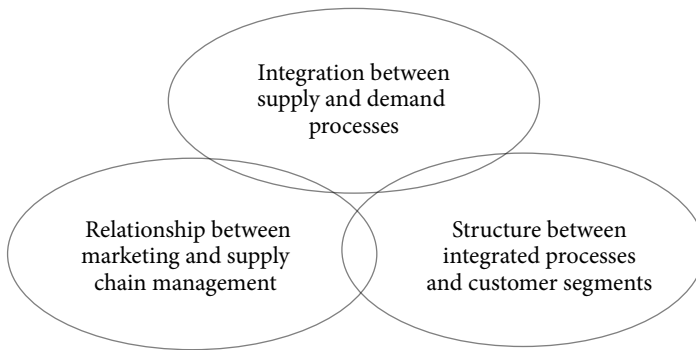 Integration between
supply and demand
processes
Relationship between
marketing and supply
chain management
Structure between
integrated processes
and customer segments